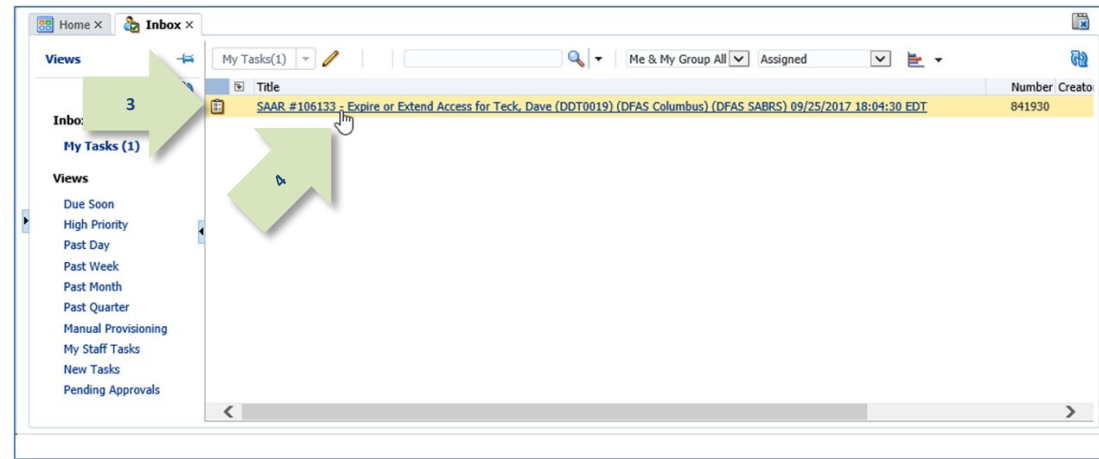 Home × Inbox ×
Views My Tasks(1) Me & My Group All Assigned
Title Number Creato
3 SAAR #106133 - Expire or Extend Access for Teck, Dave (DDT0019) (DFAS Columbus) (DFAS SABRS) 09/25/2017 18:04:30 EDT 841930
My Tasks (1)
4
Views
Due Soon
High Priority
Past Day
Past Week
Past Month
Past Quarter
Manual Provisioning
My Staff Tasks
New Tasks
Pending Approvals